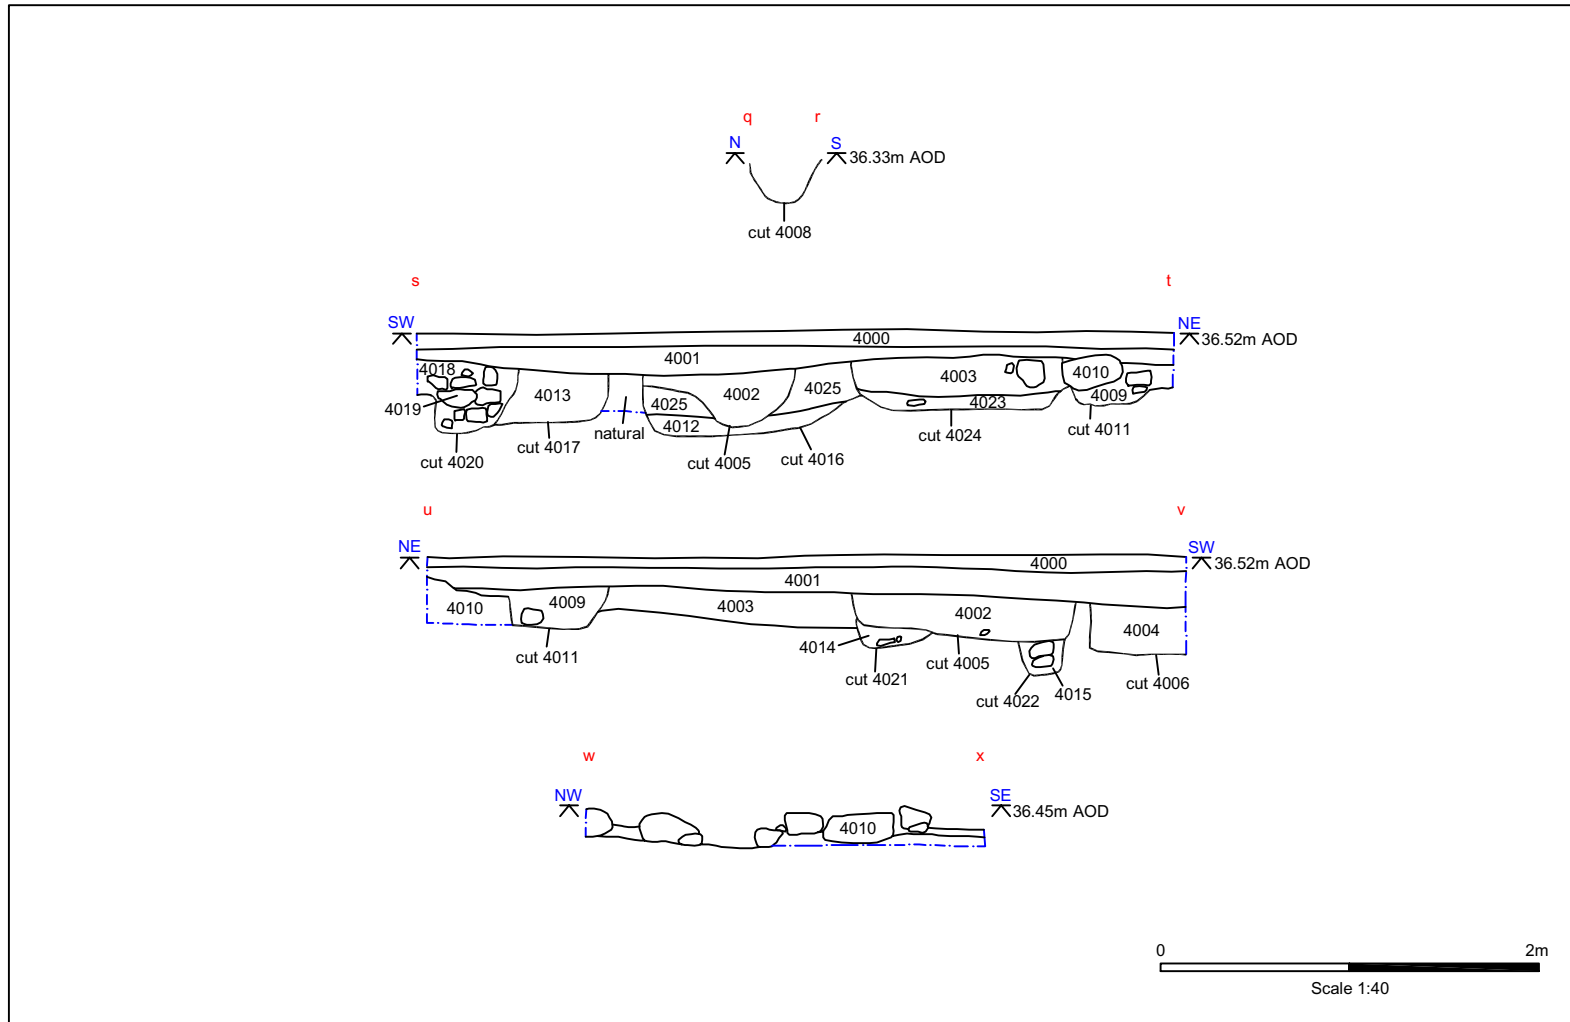 q r
N S
36.33m AOD
cut 4008
s t
SW NE
36.52m AOD
4000
4001
4018 4003 4010
4013 4025 4002 4025 4009
4019 4023
4012
natural
cut 4020 cut 4017 cut 4005 cut 4016 cut 4024 cut 4011
u v
NE SW
36.52m AOD
4000
4001
4010 4009 4003 4002 4004
4014
cut 4011 cut 4021 cut 4005 cut 4022 4015 cut 4006
w x
NW SE
36.45m AOD
4010
0 2m
Scale 1:40